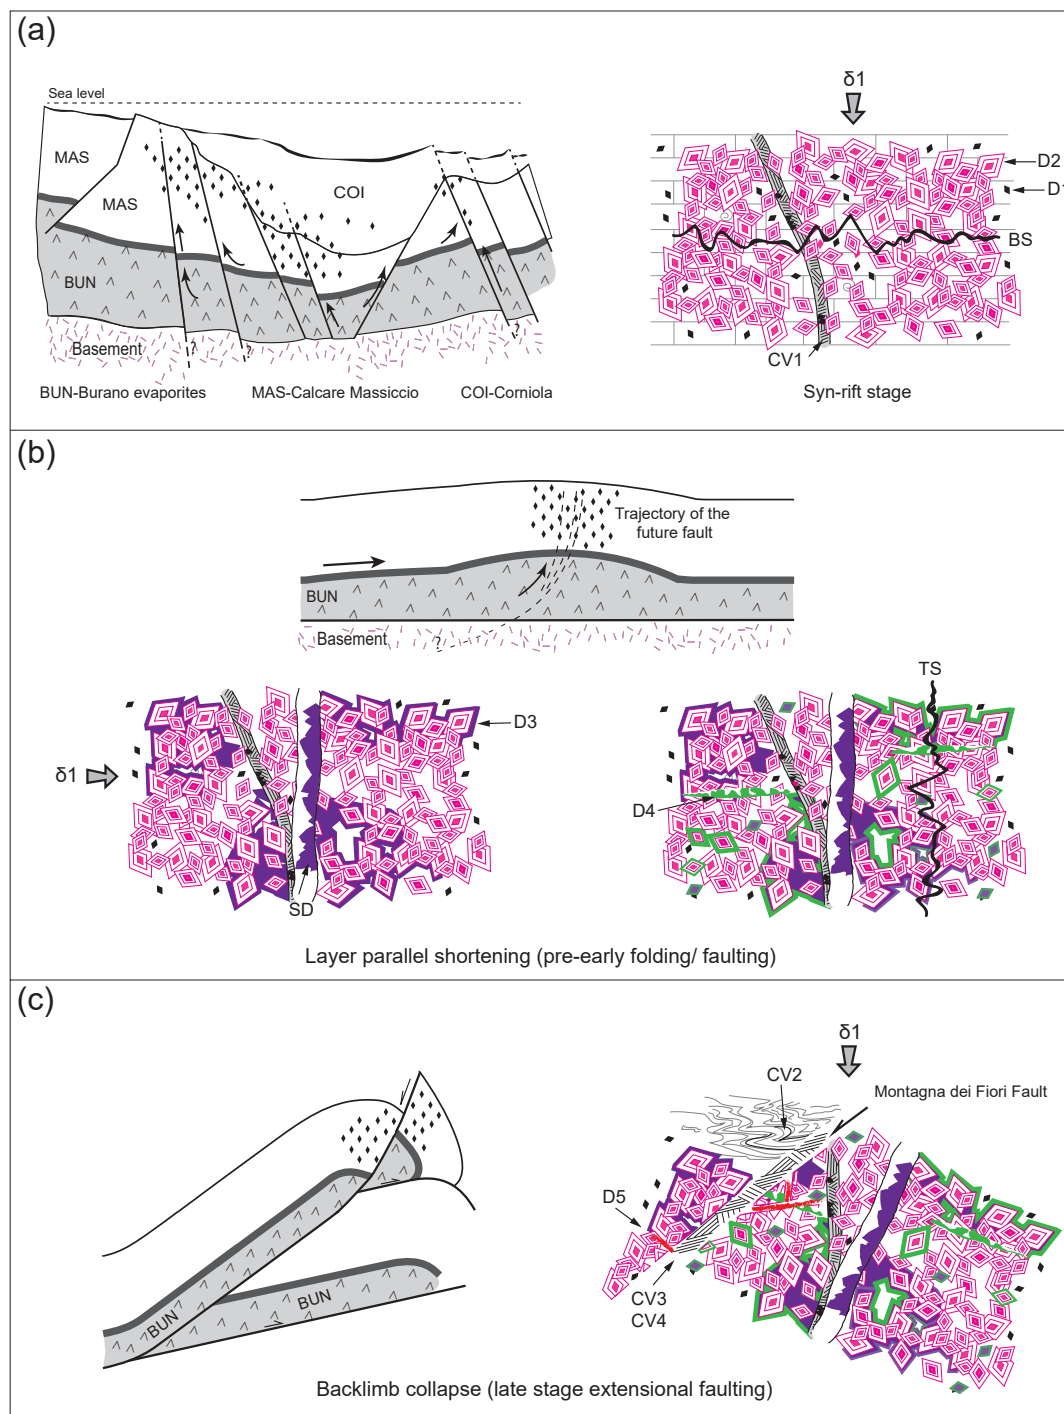 (a)
Sea level
MAS
MAS
COI
BUN
Basement
?
?
?
BUN-Burano evaporites
MAS-Calcare Massiccio
COI-Corniola
δ1
D2
D1
BS
CV1
Syn-rift stage
(b)
Trajectory of the
future fault
BUN
Basement
?
δ1
D3
SD
TS
D4
Layer parallel shortening (pre-early folding/ faulting)
(c)
BUN
BUN
δ1
CV2
Montagna dei Fiori Fault
D5
CV3
CV4
Backlimb collapse (late stage extensional faulting)